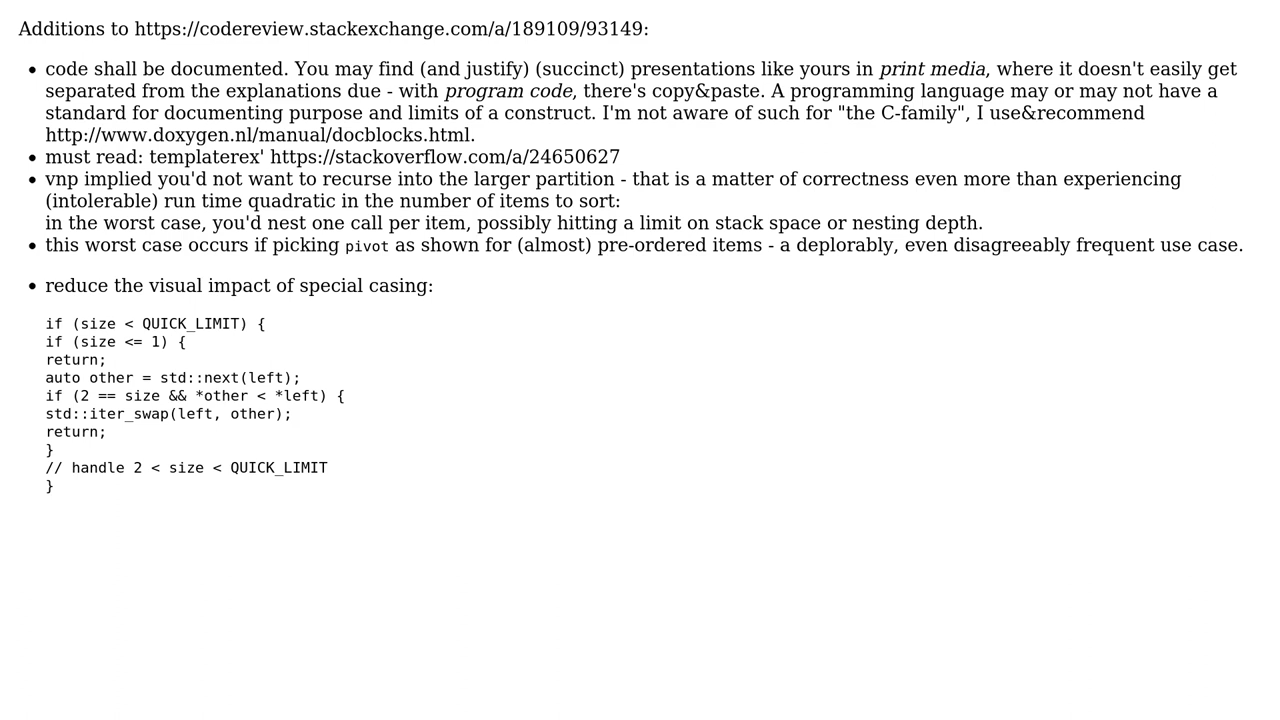 Additions to https://codereview.stackexchange.com/a/189109/93149:
• code shall be documented. You may find (and justify) (succinct) presentations like yours in print media, where it doesn't easily get
separated from the explanations due - with program code, there's copy&paste. A programming language may or may not have a
standard for documenting purpose and limits of a construct. I'm not aware of such for "the C-family", I use&recommend
http://www.doxygen.nl/manual/docblocks.html.
• must read: templaterex' https://stackoverflow.com/a/24650627
• vnp implied you'd not want to recurse into the larger partition - that is a matter of correctness even more than experiencing
(intolerable) run time quadratic in the number of items to sort:
in the worst case, you'd nest one call per item, possibly hitting a limit on stack space or nesting depth.
• this worst case occurs if picking pivot as shown for (almost) pre-ordered items - a deplorably, even disagreeably frequent use case.
• reduce the visual impact of special casing:
if (size < QUICK_LIMIT) {
if (size <= 1) {
return;
auto other = std::next(left);
if (2 == size && *other < *left) {
std::iter_swap(left, other);
return;
}
// handle 2 < size < QUICK_LIMIT
}